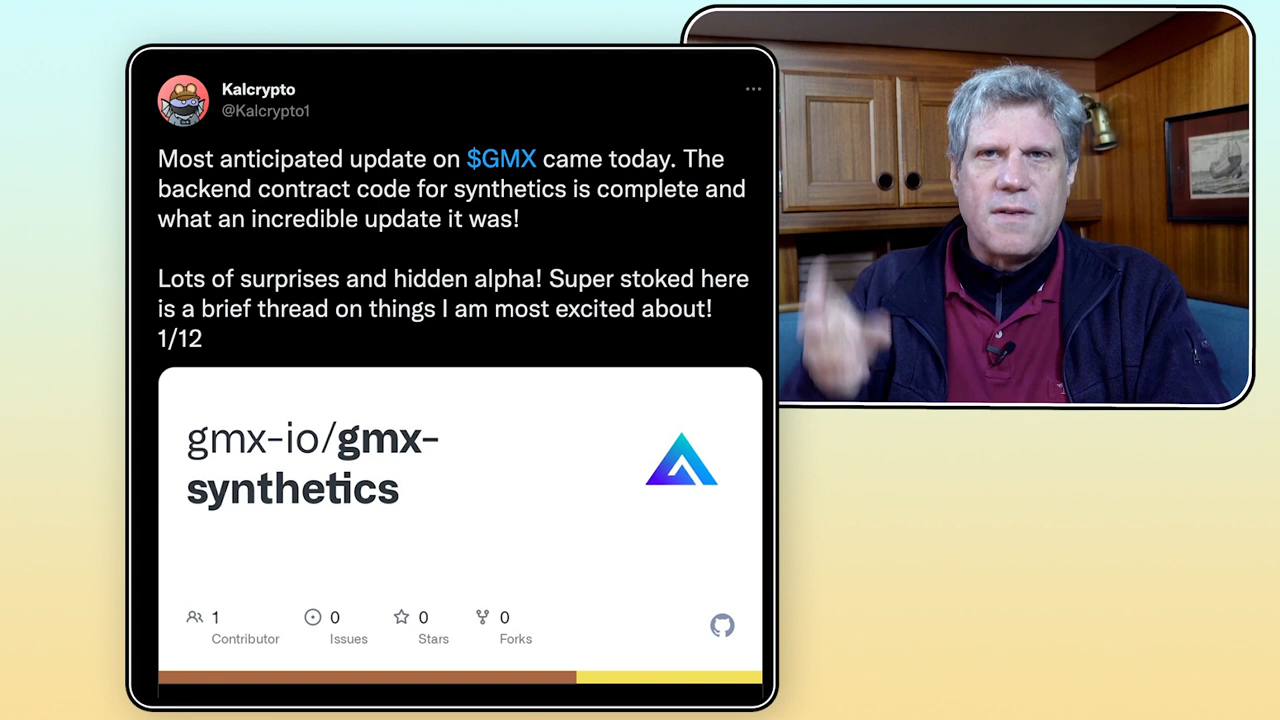 Kalcrypto
@Kalcrypto1
Most anticipated update on $GMX came today. The
backend contract code for synthetics is complete and
what an incredible update it was!
Lots of surprises and hidden alpha! Super stoked here
is a brief thread on things I am most excited about!
1/12
gmx-io/gmx-
synthetics
1 0 0 0
Contributor Issues Stars Forks